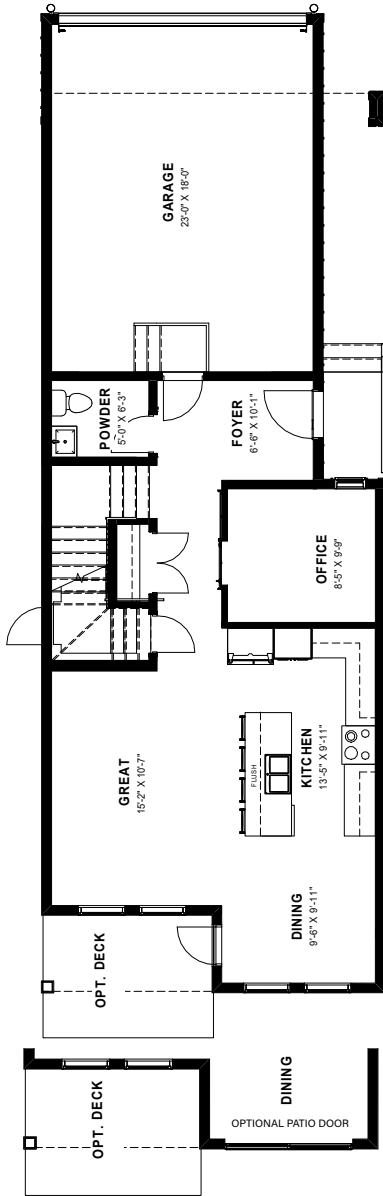 GARAGE
23'-0" X 18'-0"
POWDER
5'-0" X 6'-3"
FOYER
6'-6" X 10'-1"
OFFICE
8'-5" X 9'-9"
GREAT
15'-2" X 10'-7"
FLUSH
KITCHEN
13'-5" X 9'-11"
DINING
9'-6" X 9'-11"
OPT. DECK
OPT. DECK
DINING
OPTIONAL PATIO DOOR